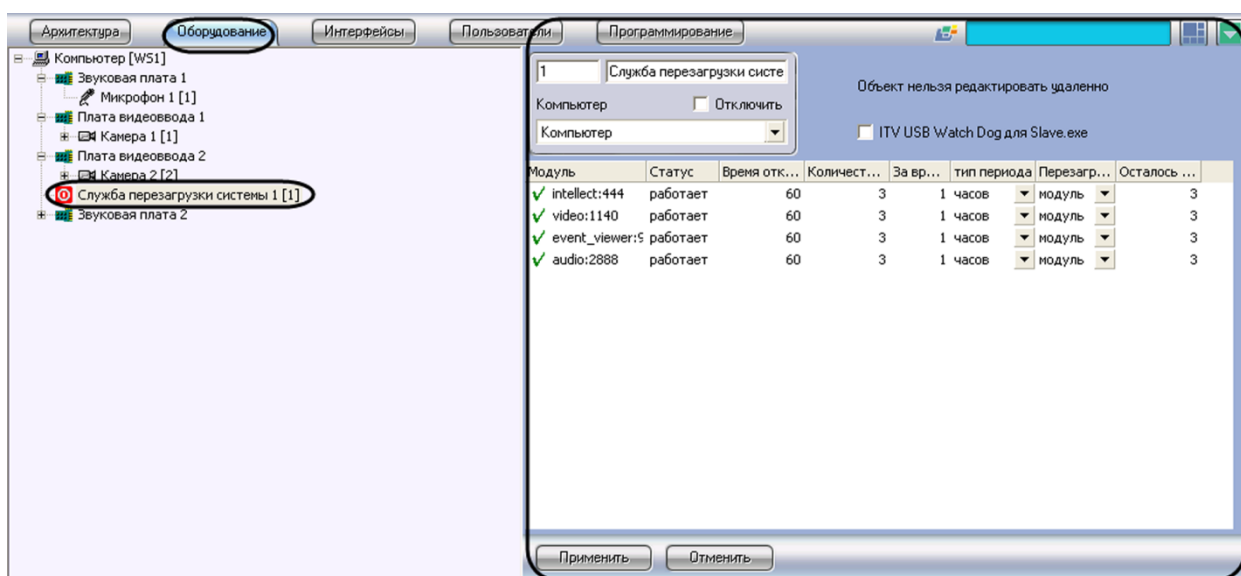 Архитектура Оборудование Интерфейсы Пользователи Программирование
Компьютер [WS1]
Звуковая плата 1
Микрофон 1 [1]
Плата видеоввода 1
Камера 1 [1]
Плата видеоввода 2
Камера 2 [2]
Служба перезагрузки системы 1 [1]
Звуковая плата 2
1 Служба перезагрузки систе
Компьютер Отключить
Компьютер
Объект нельзя редактировать удаленно
ITV USB Watch Dog для Slave.exe
Модуль Статус Время отк... Количест... За вр... тип периода Перезагр... Осталось ...
intellect:444 работает 60 3 1 часов модуль 3
video:1140 работает 60 3 1 часов модуль 3
event_viewer:9 работает 60 3 1 часов модуль 3
audio:2888 работает 60 3 1 часов модуль 3
Применить Отменить